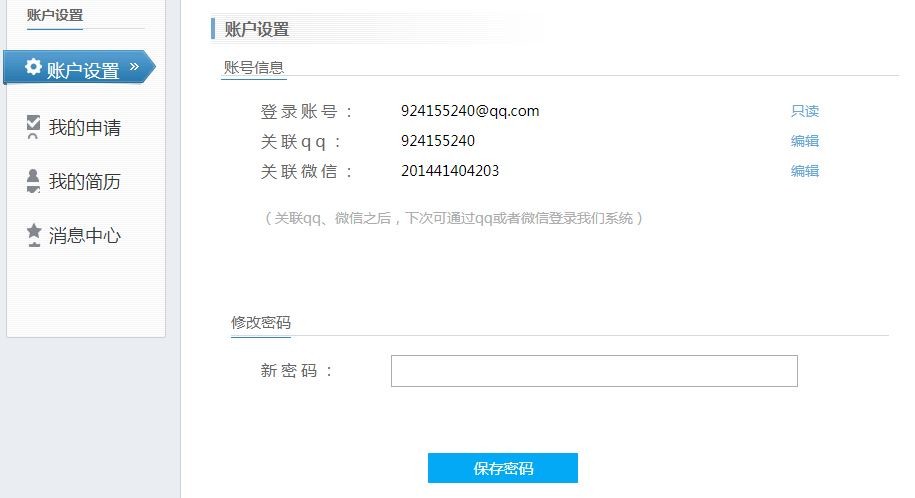 账户设置
账户设置 »
我的申请
我的简历
消息中心
账户设置
账号信息
登录账号： 924155240@qq.com 只读
关联qq： 924155240 编辑
关联微信： 201441404203 编辑
（关联qq、微信之后，下次可通过qq或者微信登录我们系统）
修改密码
新密码：
保存密码